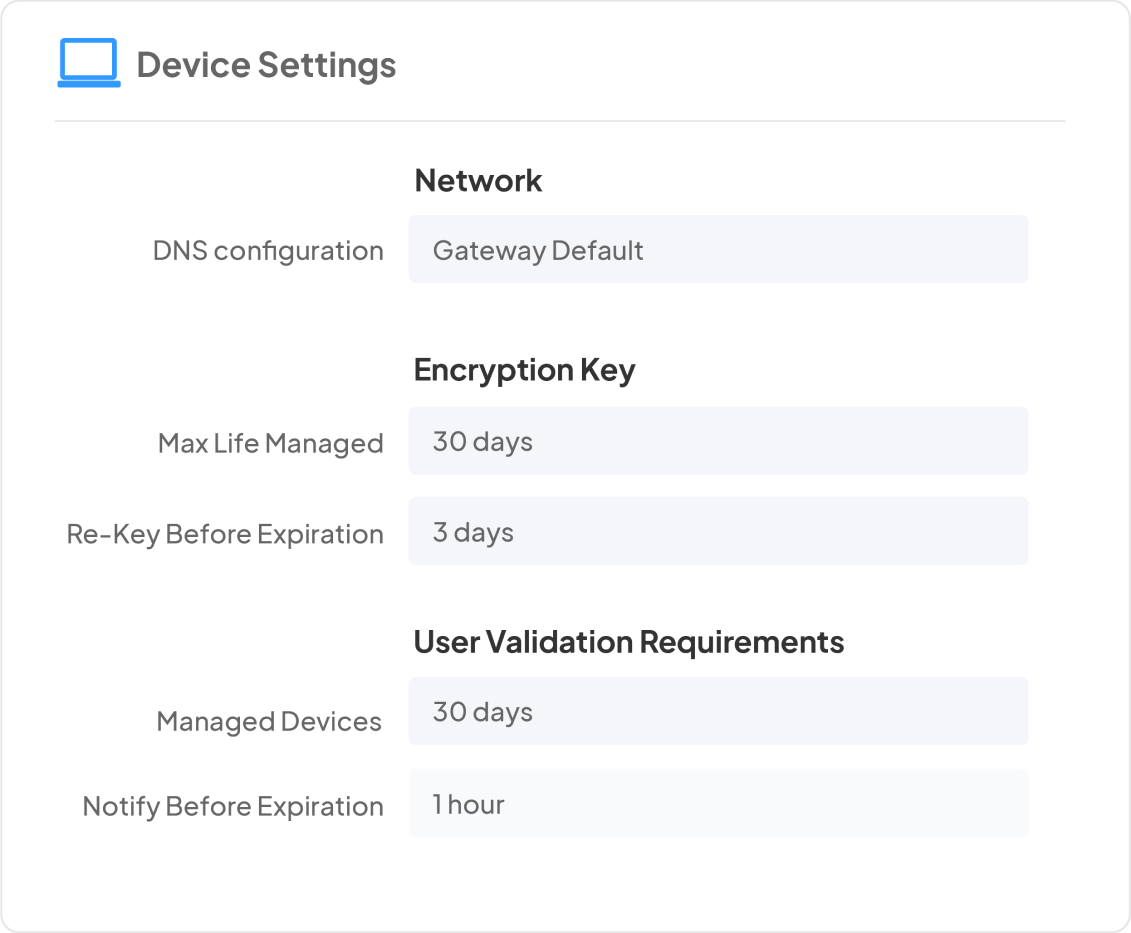 Device Settings
Network
DNS configuration Gateway Default
Encryption Key
Max Life Managed 30 days
Re-Key Before Expiration 3 days
User Validation Requirements
Managed Devices 30 days
Notify Before Expiration 1 hour